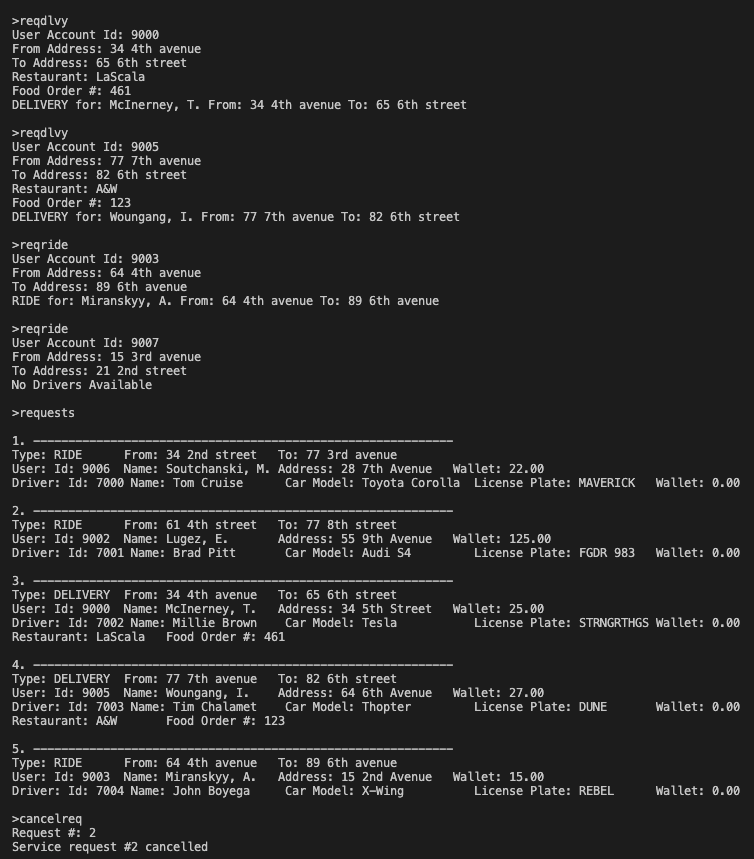 >reqdlvy
User Account Id: 9000
From Address: 34 4th avenue
To Address: 65 6th street
Restaurant: LaScala
Food Order #: 461
DELIVERY for: McInerney, T. From: 34 4th avenue To: 65 6th street
>reqdlvy
User Account Id: 9005
From Address: 77 7th avenue
To Address: 82 6th street
Restaurant: A&W
Food Order #: 123
DELIVERY for: Woungang, I. From: 77 7th avenue To: 82 6th street
>reqride
User Account Id: 9003
From Address: 64 4th avenue
To Address: 89 6th avenue
RIDE for: Miranskyy, A. From: 64 4th avenue To: 89 6th avenue
>reqride
User Account Id: 9007
From Address: 15 3rd avenue
To Address: 21 2nd street
No Drivers Available
>requests
1. ------------------------------------------------------------
Type: RIDE      From: 34 2nd street   To: 77 3rd avenue
User: Id: 9006  Name: Soutchanski, M. Address: 28 7th Avenue   Wallet: 22.00
Driver: Id: 7000 Name: Tom Cruise      Car Model: Toyota Corolla  License Plate: MAVERICK   Wallet: 0.00
2. ------------------------------------------------------------
Type: RIDE      From: 61 4th street   To: 77 8th street
User: Id: 9002  Name: Lugez, E.       Address: 55 9th Avenue   Wallet: 125.00
Driver: Id: 7001 Name: Brad Pitt       Car Model: Audi S4         License Plate: FGDR 983   Wallet: 0.00
3. ------------------------------------------------------------
Type: DELIVERY  From: 34 4th avenue   To: 65 6th street
User: Id: 9000  Name: McInerney, T.   Address: 34 5th Street   Wallet: 25.00
Driver: Id: 7002 Name: Millie Brown    Car Model: Tesla           License Plate: STRNGRTHGS Wallet: 0.00
Restaurant: LaScala   Food Order #: 461
4. ------------------------------------------------------------
Type: DELIVERY  From: 77 7th avenue   To: 82 6th street
User: Id: 9005  Name: Woungang, I.    Address: 64 6th Avenue   Wallet: 27.00
Driver: Id: 7003 Name: Tim Chalamet    Car Model: Thopter         License Plate: DUNE       Wallet: 0.00
Restaurant: A&W       Food Order #: 123
5. ------------------------------------------------------------
Type: RIDE      From: 64 4th avenue   To: 89 6th avenue
User: Id: 9003  Name: Miranskyy, A.   Address: 15 2nd Avenue   Wallet: 15.00
Driver: Id: 7004 Name: John Boyega     Car Model: X-Wing          License Plate: REBEL      Wallet: 0.00
>cancelreq
Request #: 2
Service request #2 cancelled